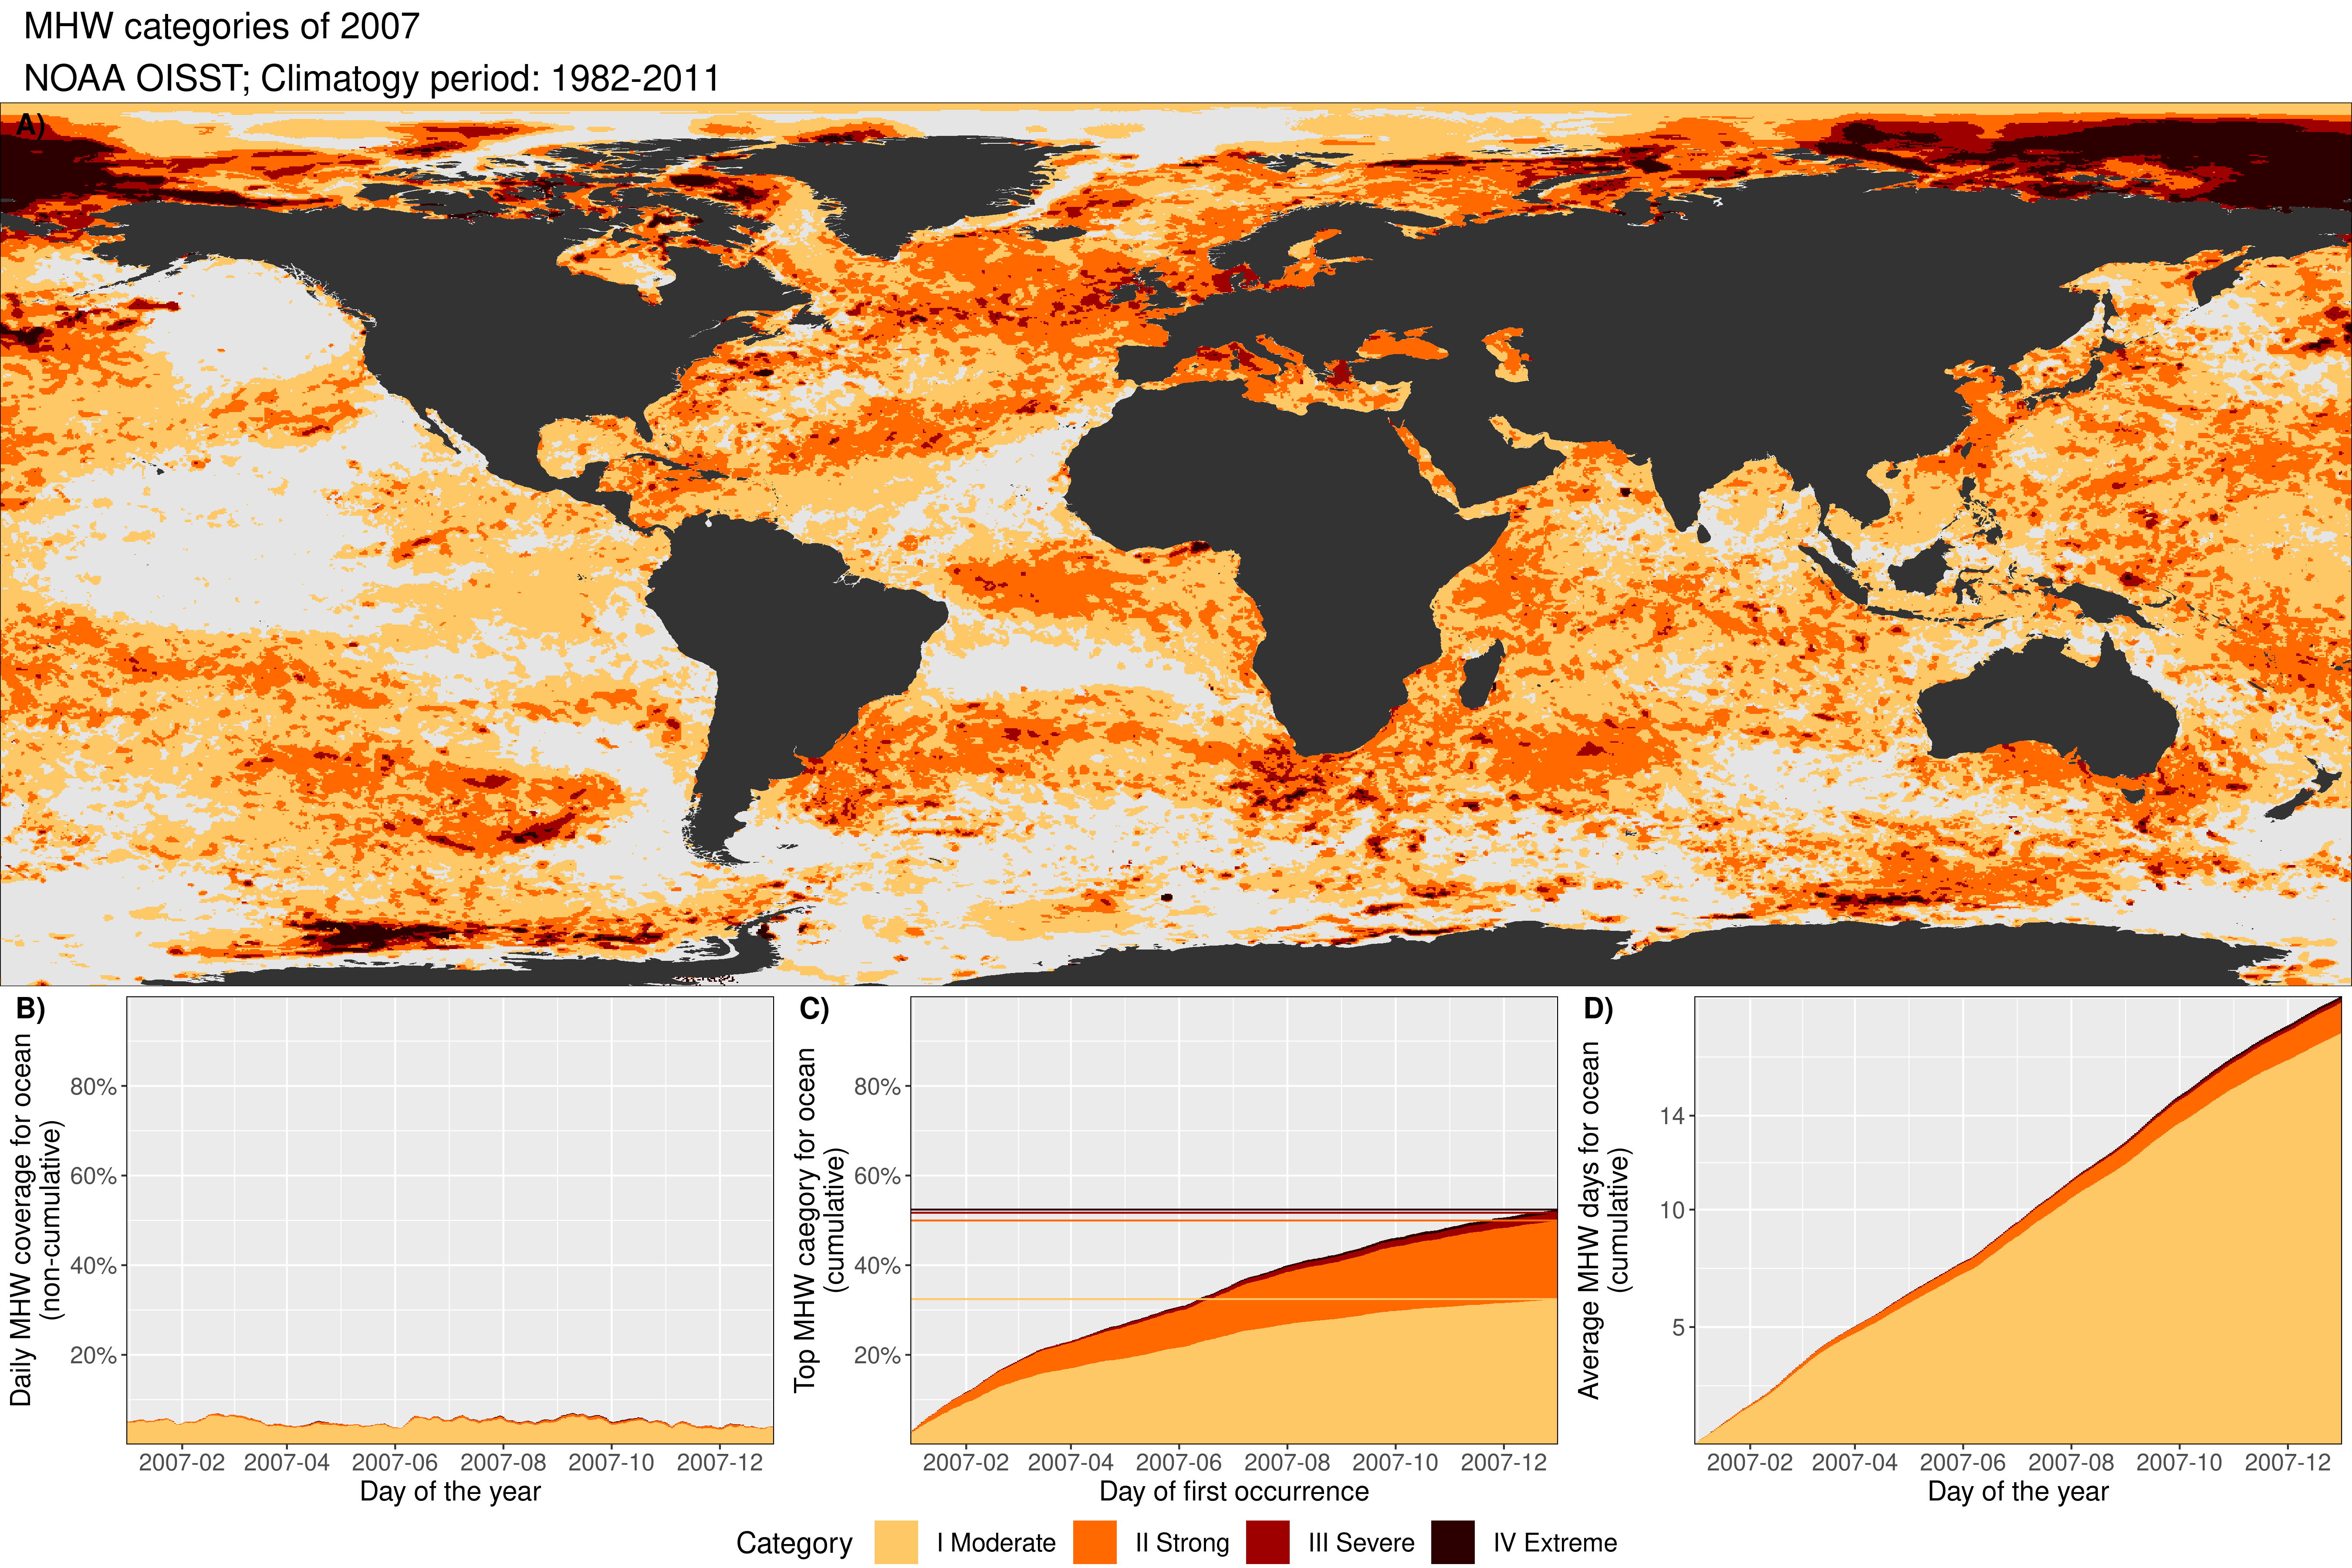 MHW categories of 2007
NOAA OISST; Climatogy period: 1982-2011
A)
B)
Daily MHW coverage for ocean
(non-cumulative)
80%
60%
40%
20%
2007-02 2007-04 2007-06 2007-08 2007-10 2007-12
Day of the year
C)
Top MHW category for ocean
(cumulative)
80%
60%
40%
20%
2007-02 2007-04 2007-06 2007-08 2007-10 2007-12
Day of first occurrence
D)
Average MHW days for ocean
(cumulative)
14
10
5
2007-02 2007-04 2007-06 2007-08 2007-10 2007-12
Day of the year
Category I Moderate II Strong III Severe IV Extreme